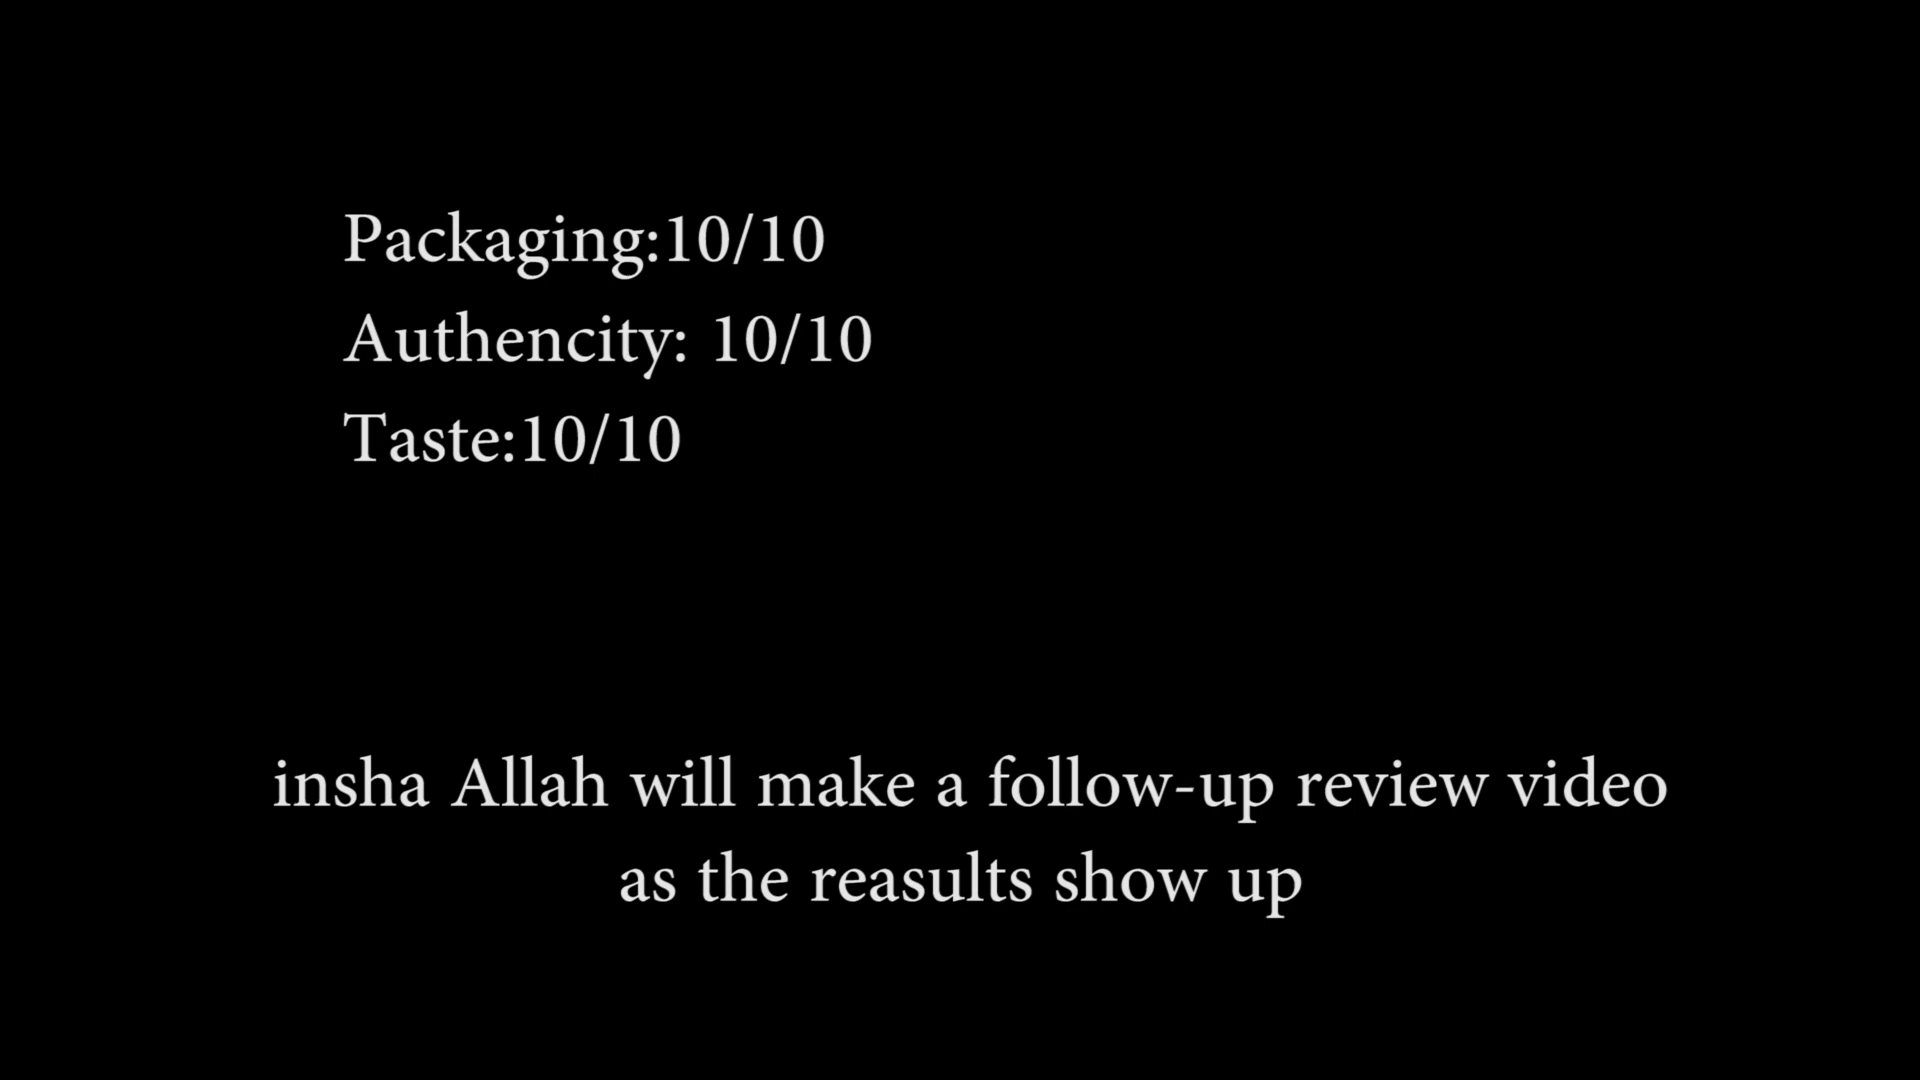 Packaging:10/10
Authencity: 10/10
Taste:10/10
insha Allah will make a follow-up review video
as the reasults show up